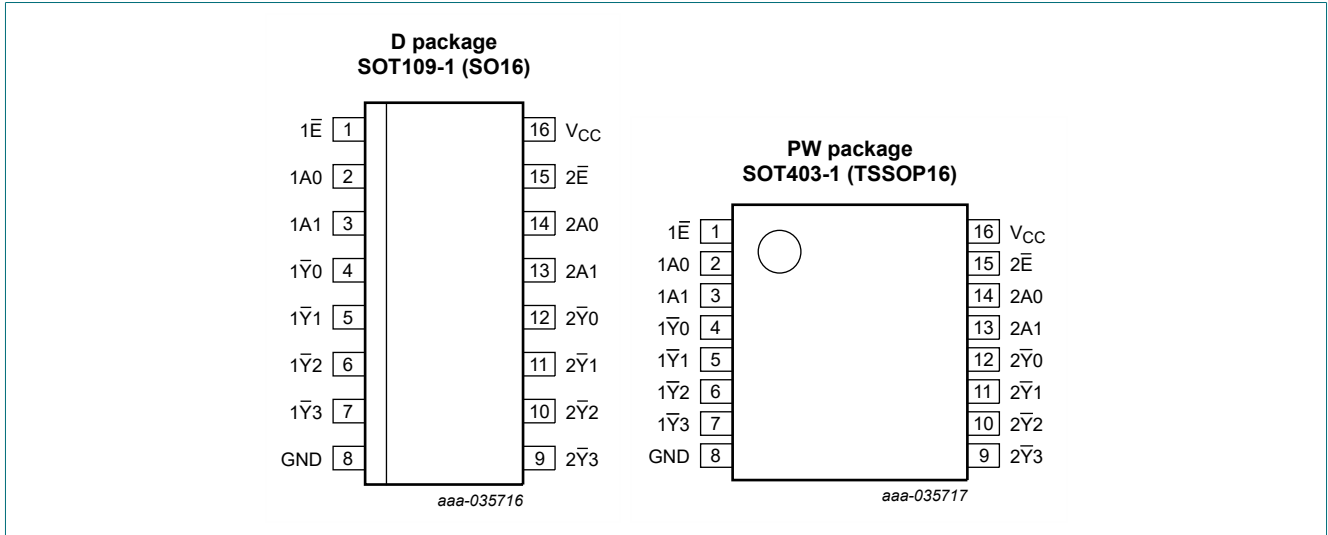 D package
SOT109-1 (SO16)
1E̅ 1 16 VCC
1A0 2 15 2E̅
1A1 3 14 2A0
1Y̅0 4 13 2A1
1Y̅1 5 12 2Y̅0
1Y̅2 6 11 2Y̅1
1Y̅3 7 10 2Y̅2
GND 8 9 2Y̅3
aaa-035716
PW package
SOT403-1 (TSSOP16)
1E̅ 1 16 VCC
1A0 2 15 2E̅
1A1 3 14 2A0
1Y̅0 4 13 2A1
1Y̅1 5 12 2Y̅0
1Y̅2 6 11 2Y̅1
1Y̅3 7 10 2Y̅2
GND 8 9 2Y̅3
aaa-035717